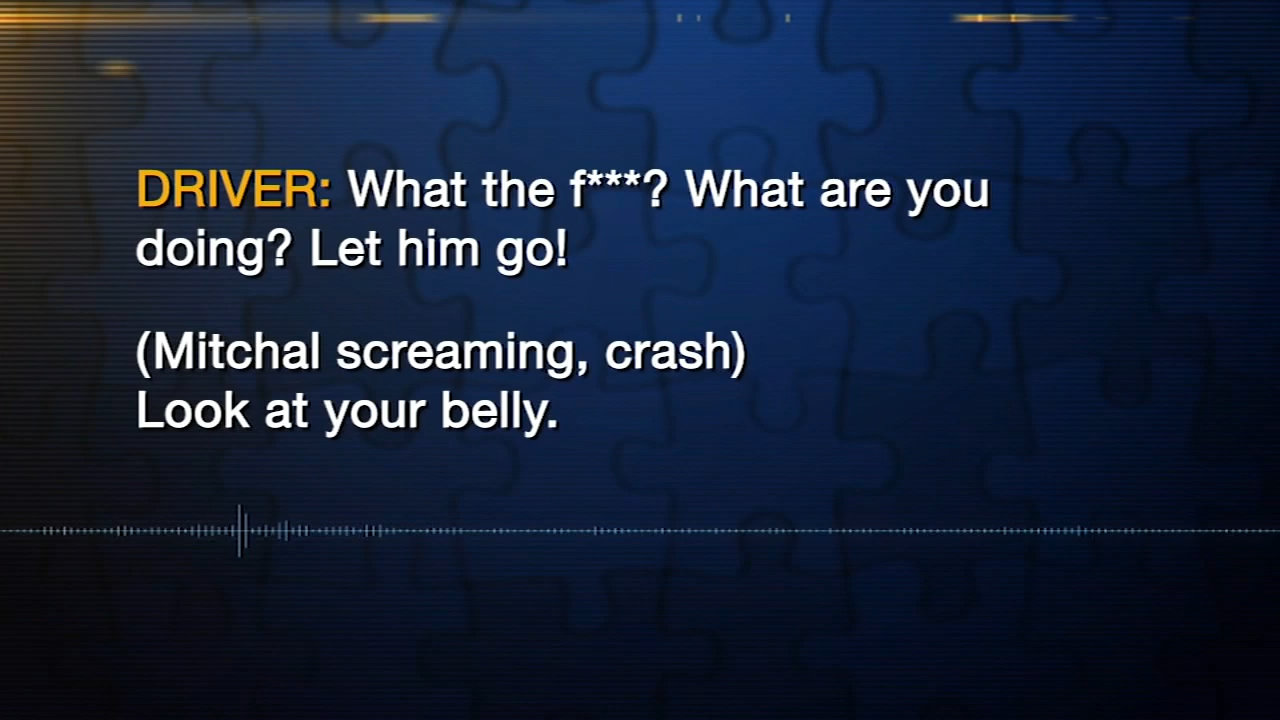 DRIVER: What the f***? What are you
doing? Let him go!
(Mitchal screaming, crash)
Look at your belly.